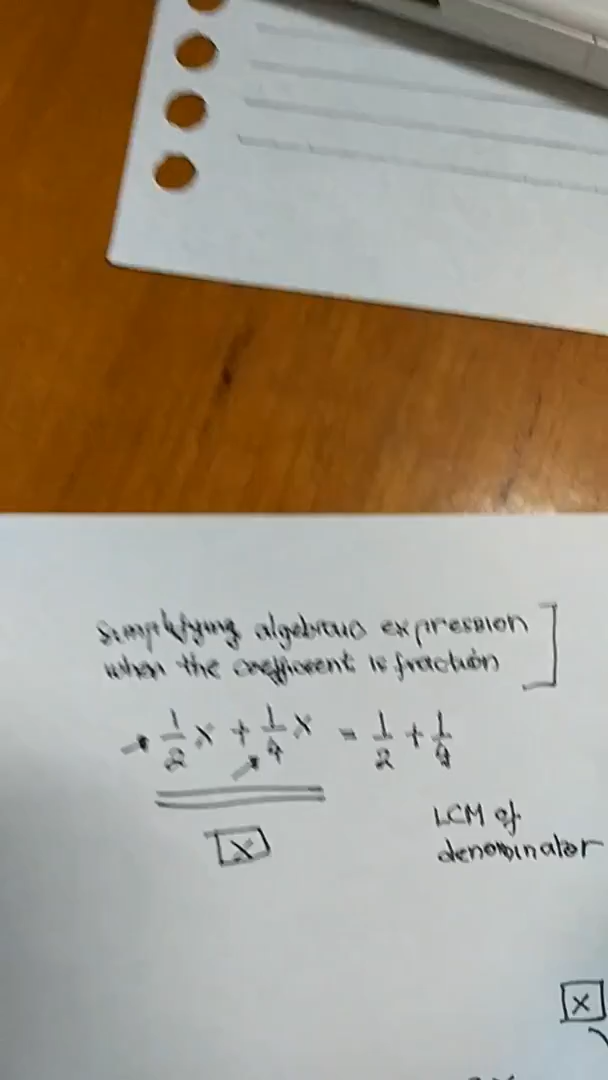 Simplifying algebraic expression
when the coefficient is fraction
1/2 x + 1/4 x = 1/2 + 1/4
x
LCM of
denominator
x